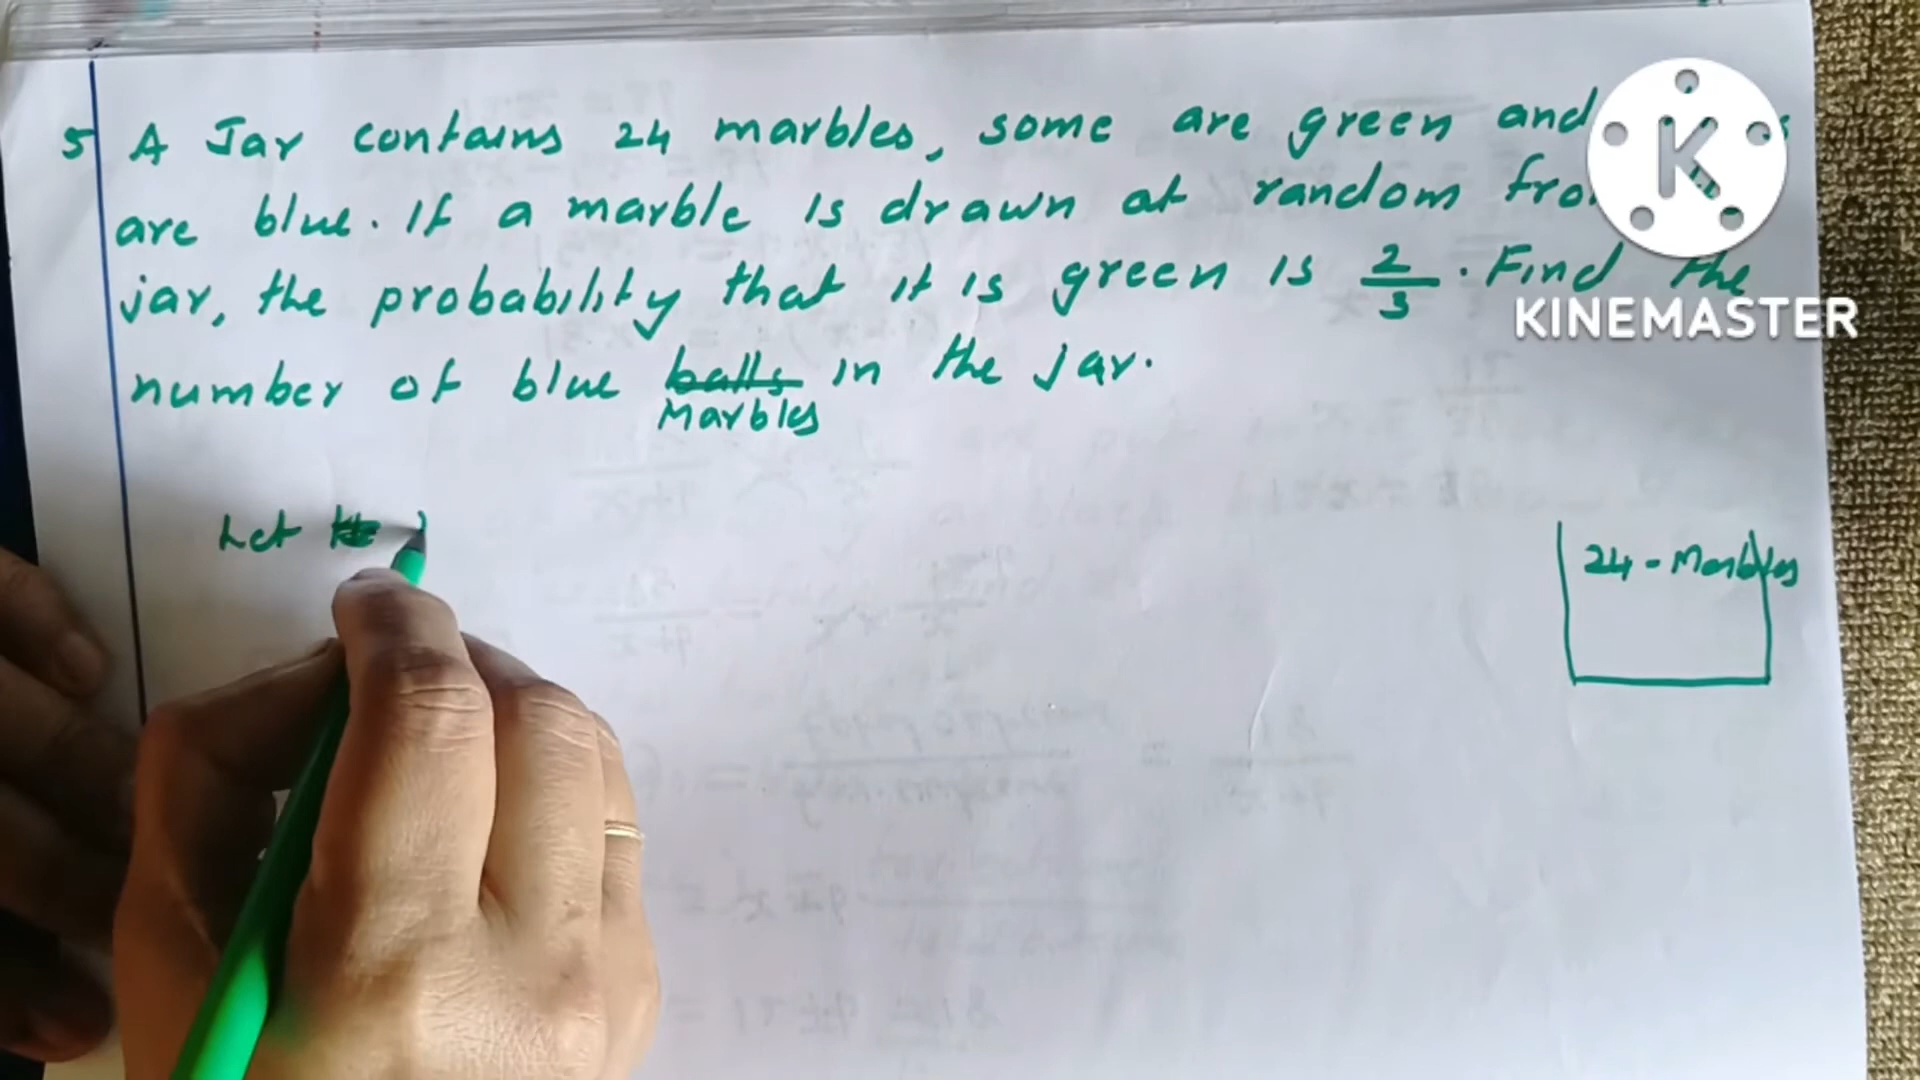 5 A Jar contains 24 marbles, some are green and
are blue. If a marble is drawn at random
jar, the probability that it is green is 2/3. Find the
number of blue balls in the jar.
Marbles
Let
24 - Marbles
K
KINEMASTER